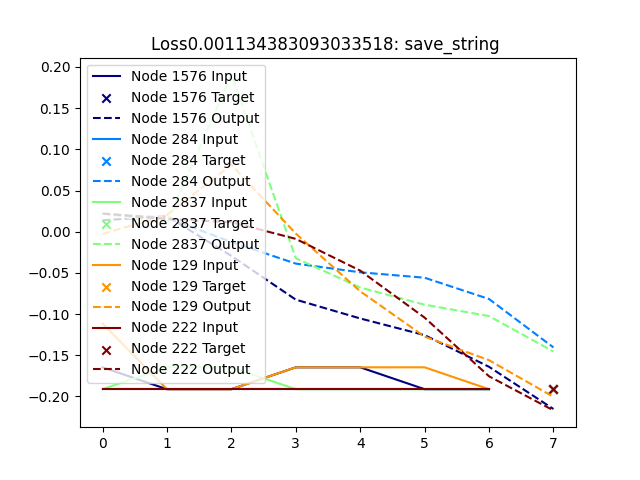 Loss0.001134383093033518: save_string
0.20
0.15
0.10
0.05
0.00
−0.05
−0.10
−0.15
−0.20
Node 1576 Input
Node 1576 Target
Node 1576 Output
Node 284 Input
Node 284 Target
Node 284 Output
Node 2837 Input
Node 2837 Target
Node 2837 Output
Node 129 Input
Node 129 Target
Node 129 Output
Node 222 Input
Node 222 Target
Node 222 Output
0 1 2 3 4 5 6 7